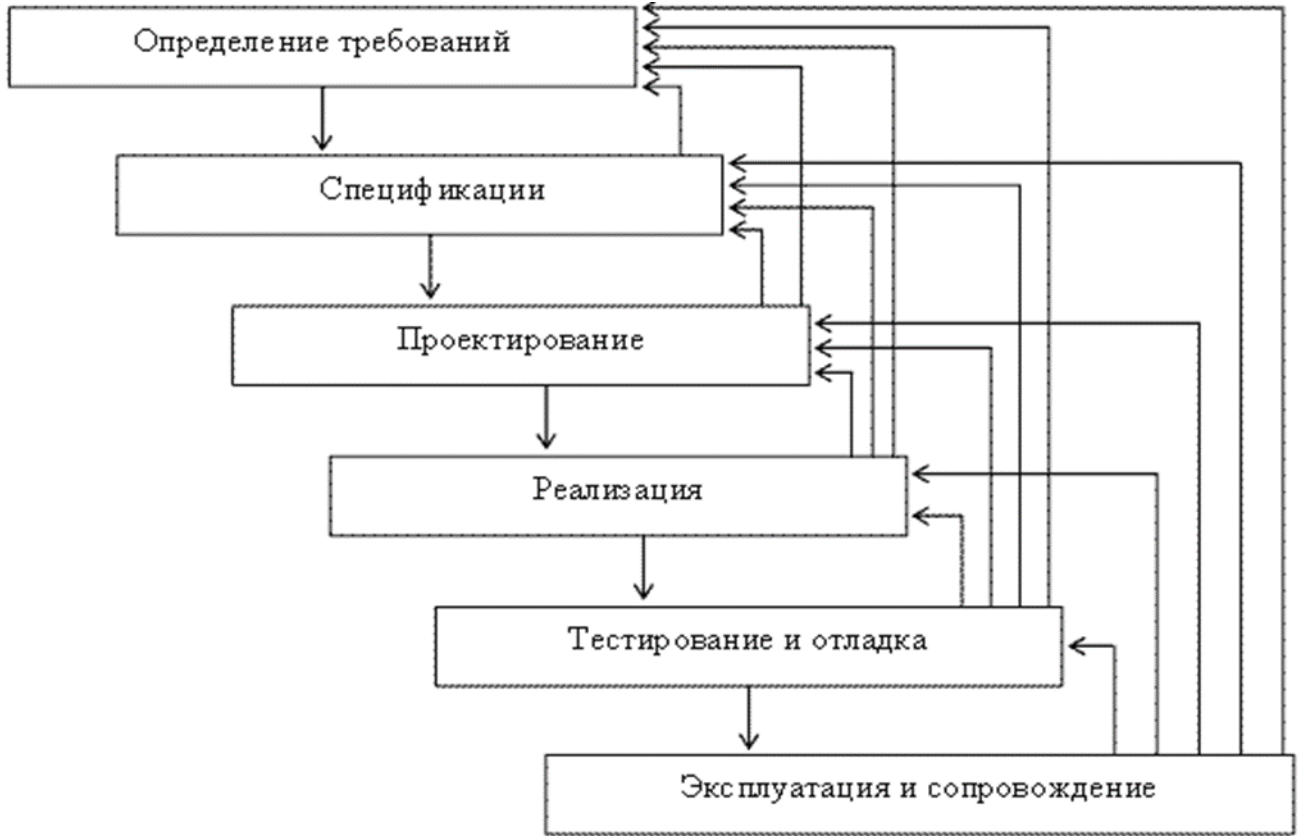 Определение требований
Спецификации
Проектирование
Реализация
Тестирование и отладка
Эксплуатация и сопровождение